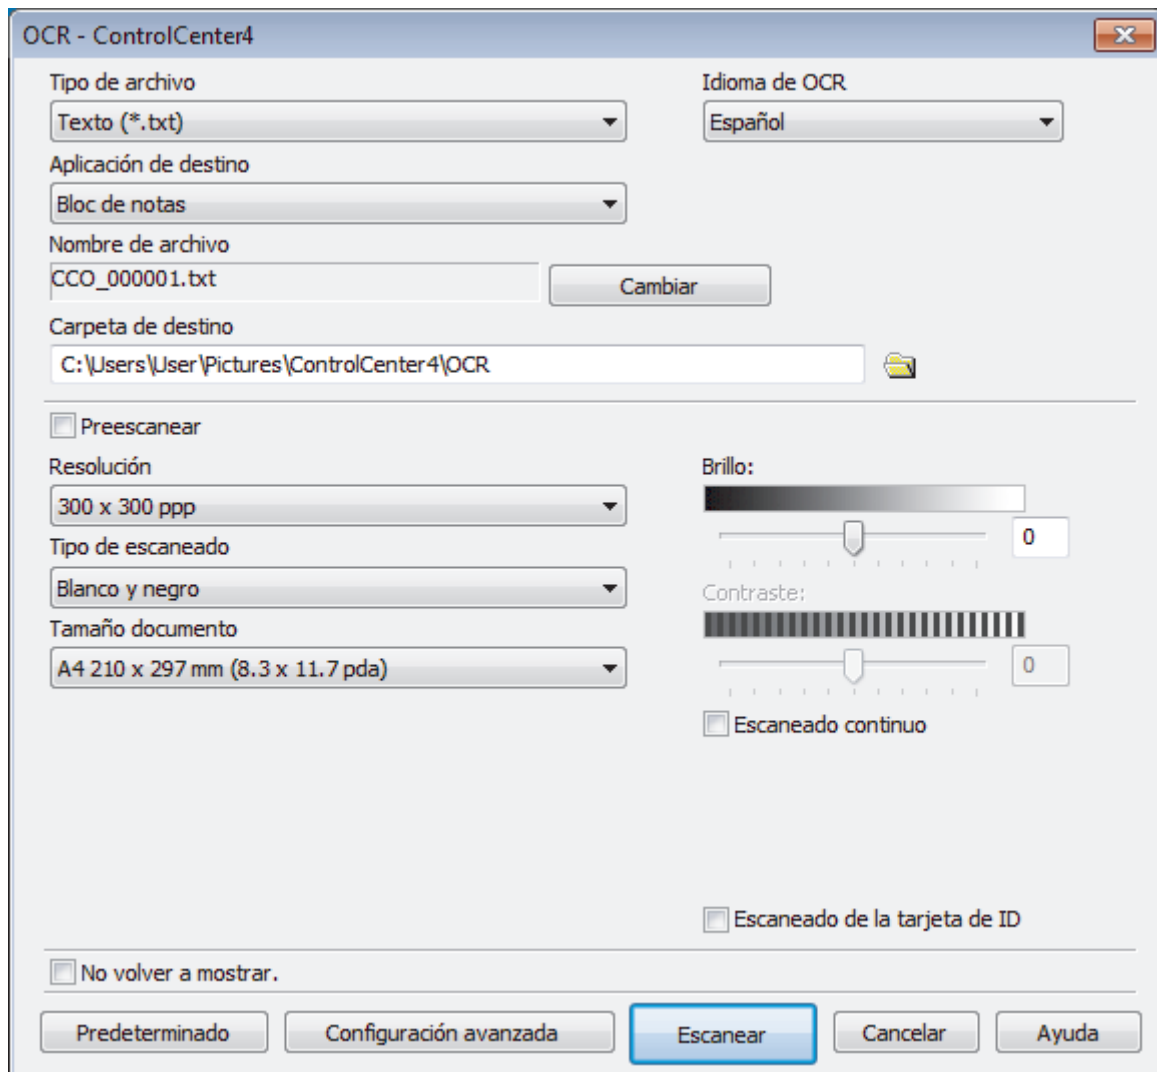 OCR - ControlCenter4
Tipo de archivo
Idioma de OCR
Texto (*.txt)
Español
Aplicación de destino
Bloc de notas
Nombre de archivo
CCO_000001.txt
Cambiar
Carpeta de destino
C:\Users\User\Pictures\ControlCenter4\OCR
Preescanear
Resolución
Brillo:
300 x 300 ppp
0
Tipo de escaneado
Blanco y negro
Contraste:
Tamaño documento
A4 210 x 297 mm (8.3 x 11.7 pda)
0
Escaneado continuo
Escaneado de la tarjeta de ID
No volver a mostrar.
Predeterminado
Configuración avanzada
Escanear
Cancelar
Ayuda